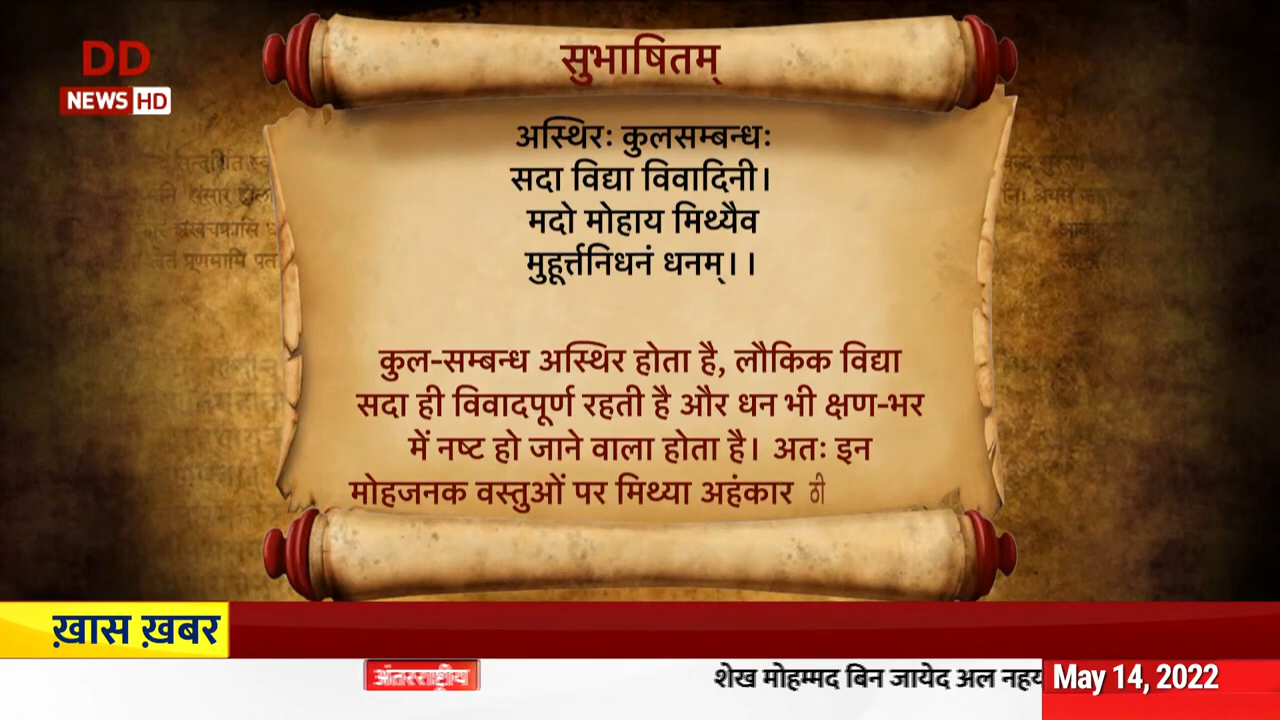 DD
NEWS HD
सुभाषितम्
अस्थिरः कुलसम्बन्धः
सदा विद्या विवादिनी।
मदो मोहाय मिथ्यैव
मुहूर्त्तनिधनं धनम्।।
कुल-सम्बन्ध अस्थिर होता है, लौकिक विद्या
सदा ही विवादपूर्ण रहती है और धन भी क्षण-भर
में नष्ट हो जाने वाला होता है। अतः इन
मोहजनक वस्तुओं पर मिथ्या अहंकार ठी
ख़ास ख़बर
अंतरराष्ट्रीय
शेख मोहम्मद बिन जायेद अल नहय
May 14, 2022